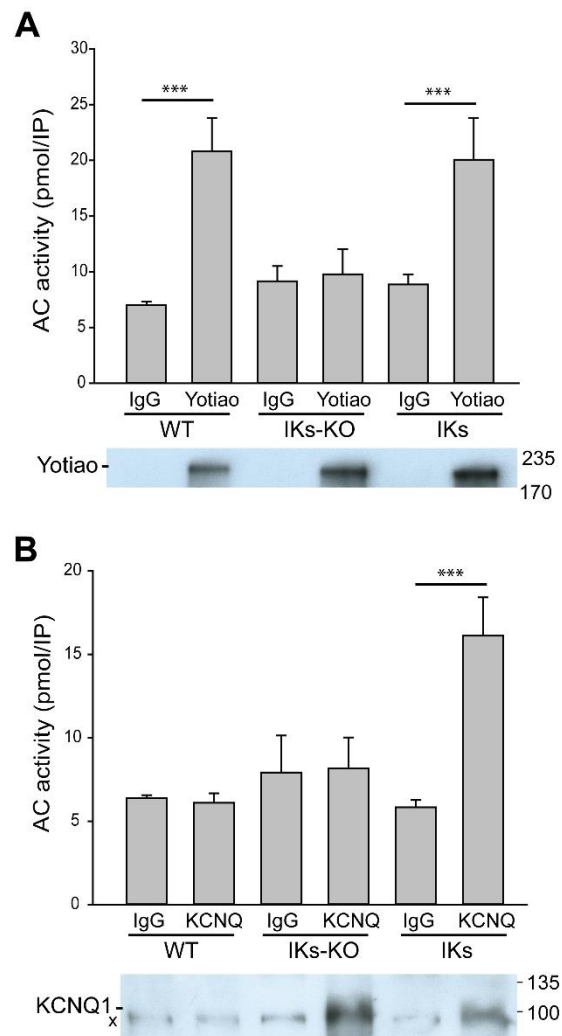 A
30
25
20
15
10
5
0
AC activity (pmol/IP)
***
***
IgG Yotiao IgG Yotiao IgG Yotiao
WT IKs-KO IKs
Yotiao
235
170
B
20
15
10
5
0
AC activity (pmol/IP)
***
IgG KCNQ IgG KCNQ IgG KCNQ
WT IKs-KO IKs
KCNQ1
x
135
100